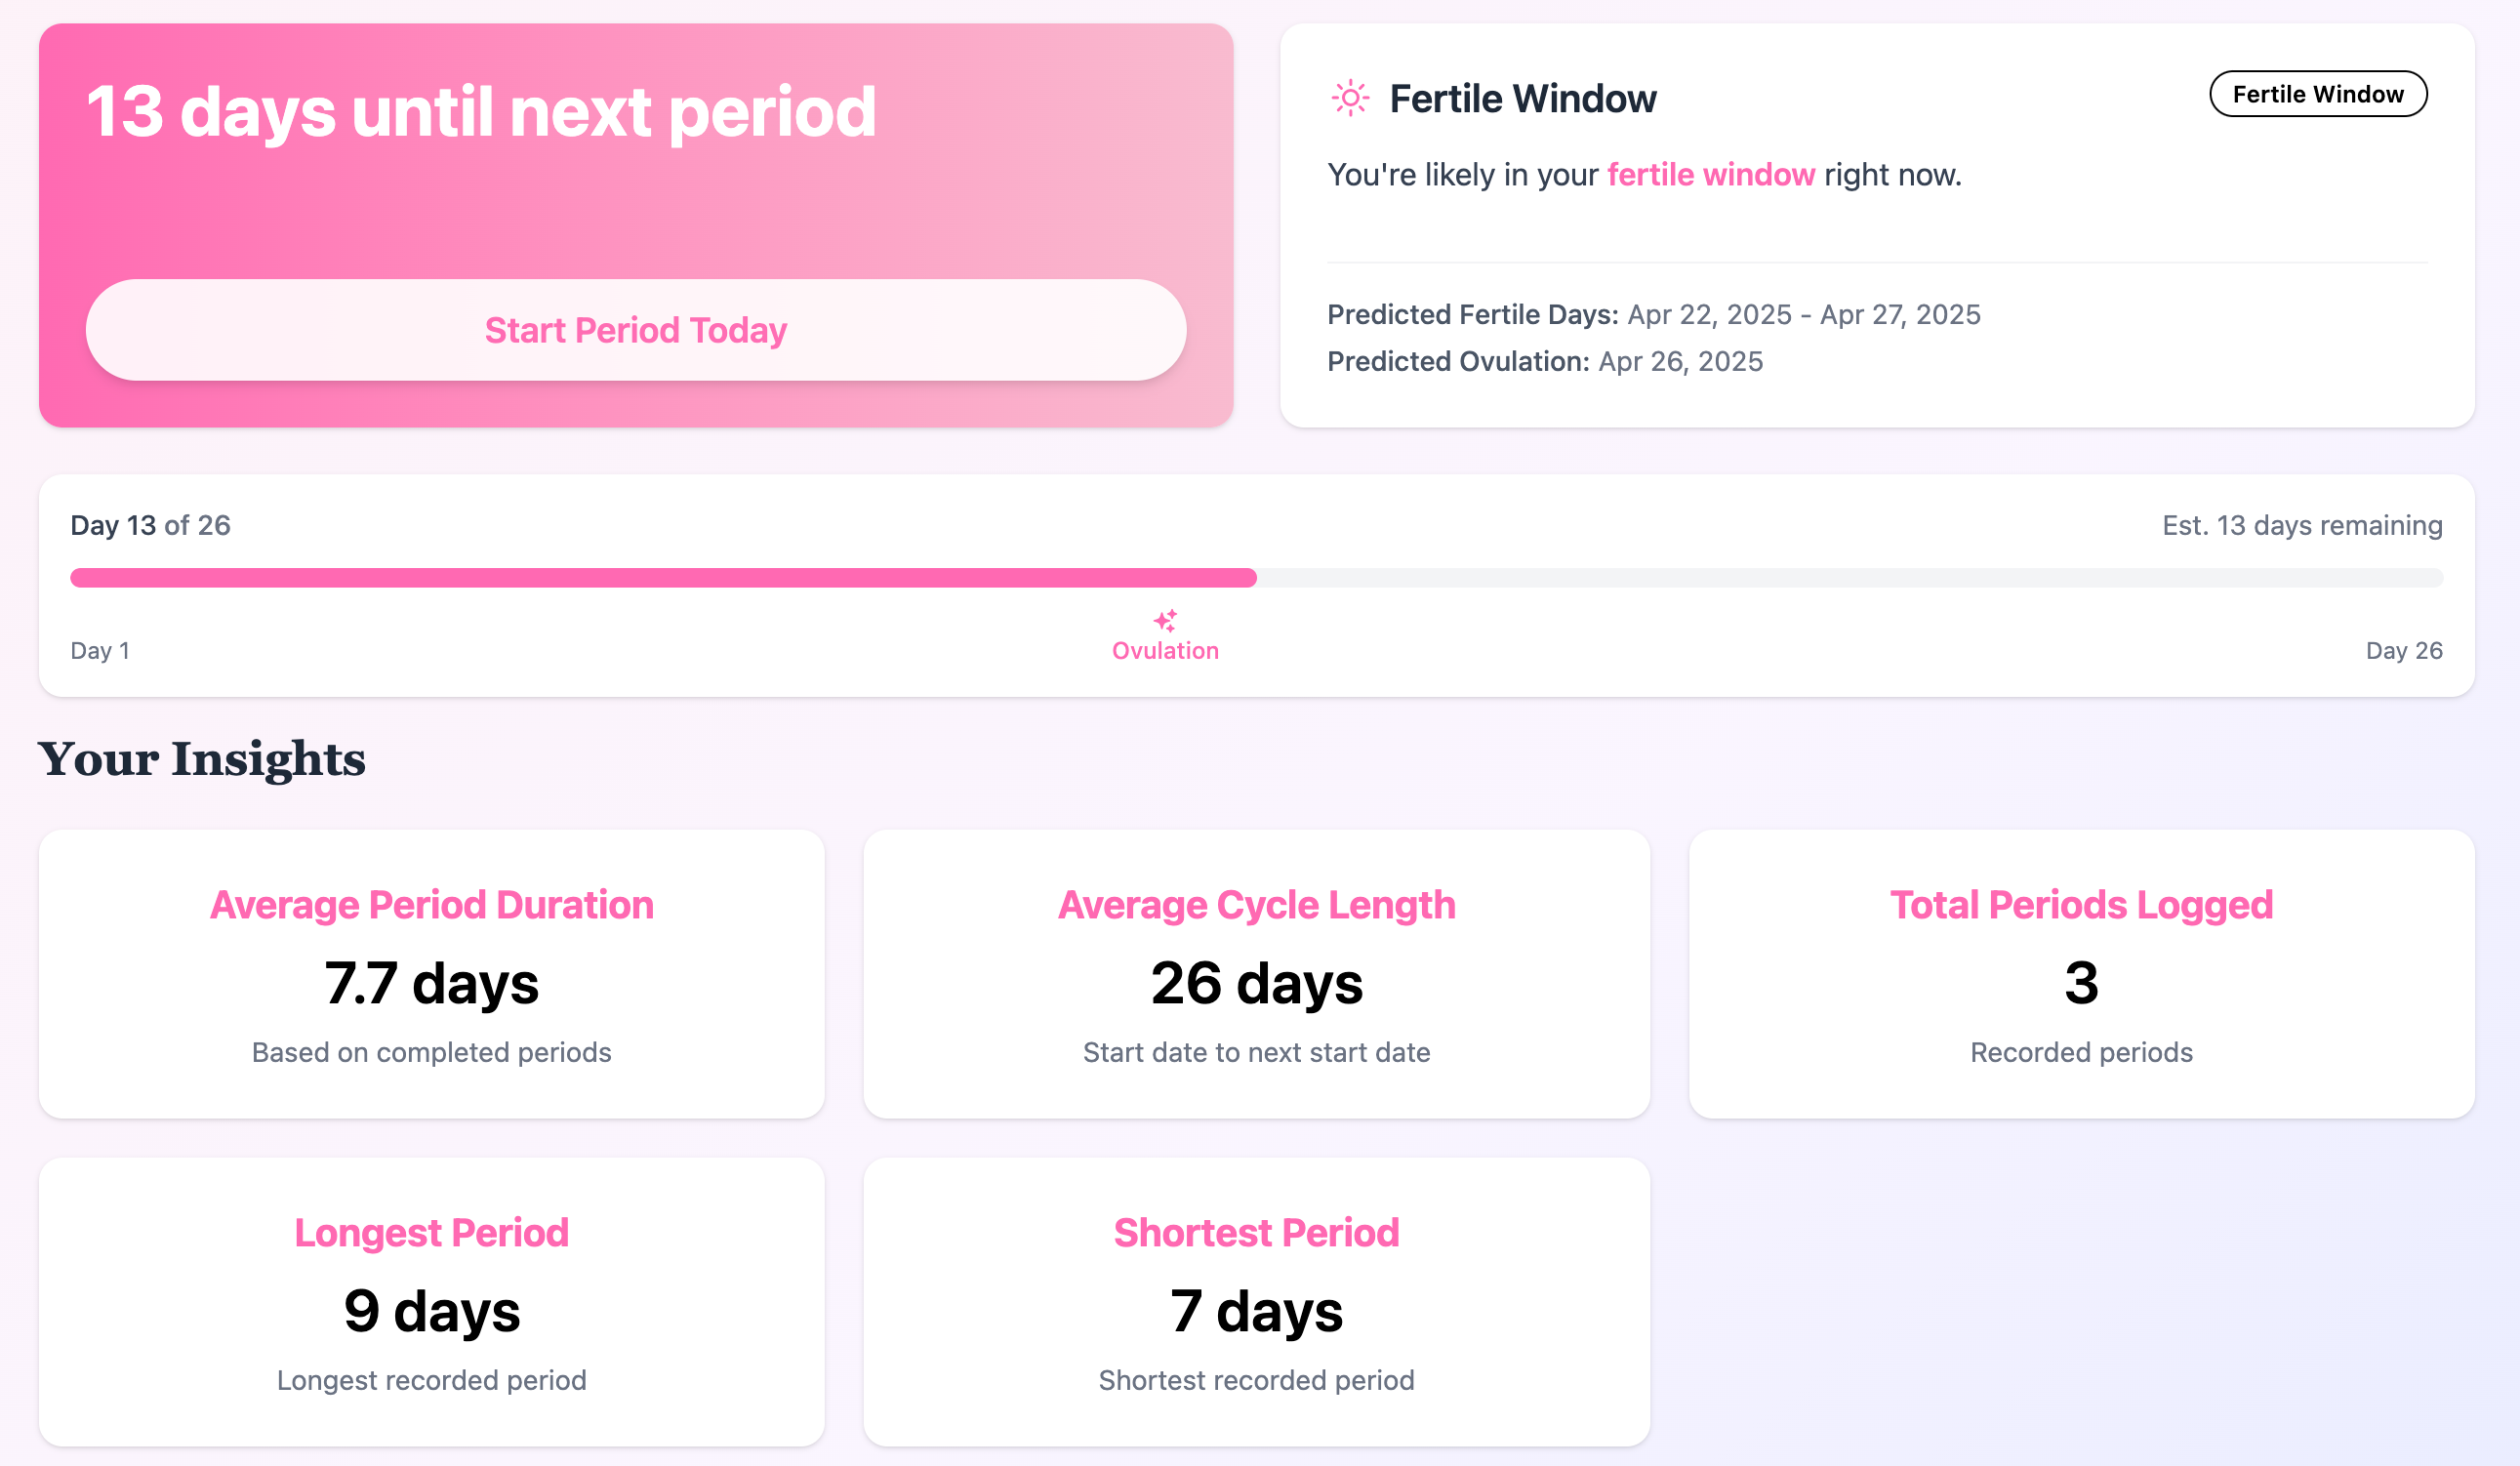 13 days until next period
Start Period Today
Fertile Window
Fertile Window
You're likely in your fertile window right now.
Predicted Fertile Days: Apr 22, 2025 - Apr 27, 2025
Predicted Ovulation: Apr 26, 2025
Day 13 of 26
Est. 13 days remaining
Ovulation
Day 1
Day 26
Your Insights
Average Period Duration
7.7 days
Based on completed periods
Average Cycle Length
26 days
Start date to next start date
Total Periods Logged
3
Recorded periods
Longest Period
9 days
Longest recorded period
Shortest Period
7 days
Shortest recorded period